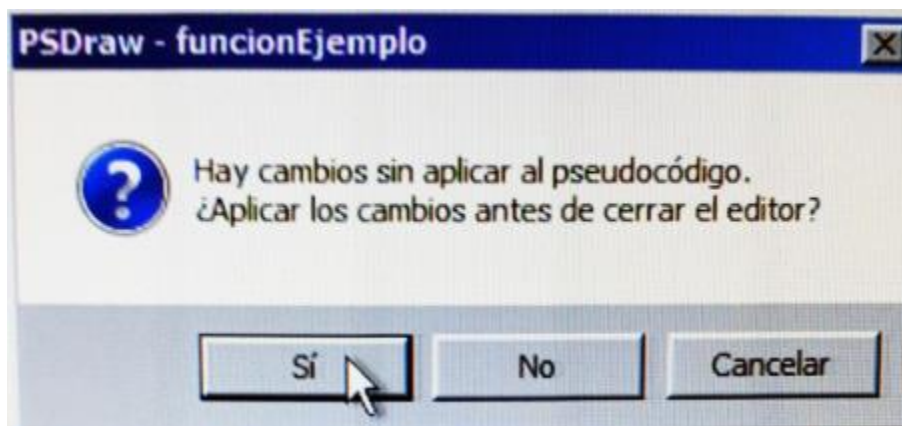 PSDraw - funcionEjemplo
Hay cambios sin aplicar al pseudocódigo.
¿Aplicar los cambios antes de cerrar el editor?
Sí
No
Cancelar